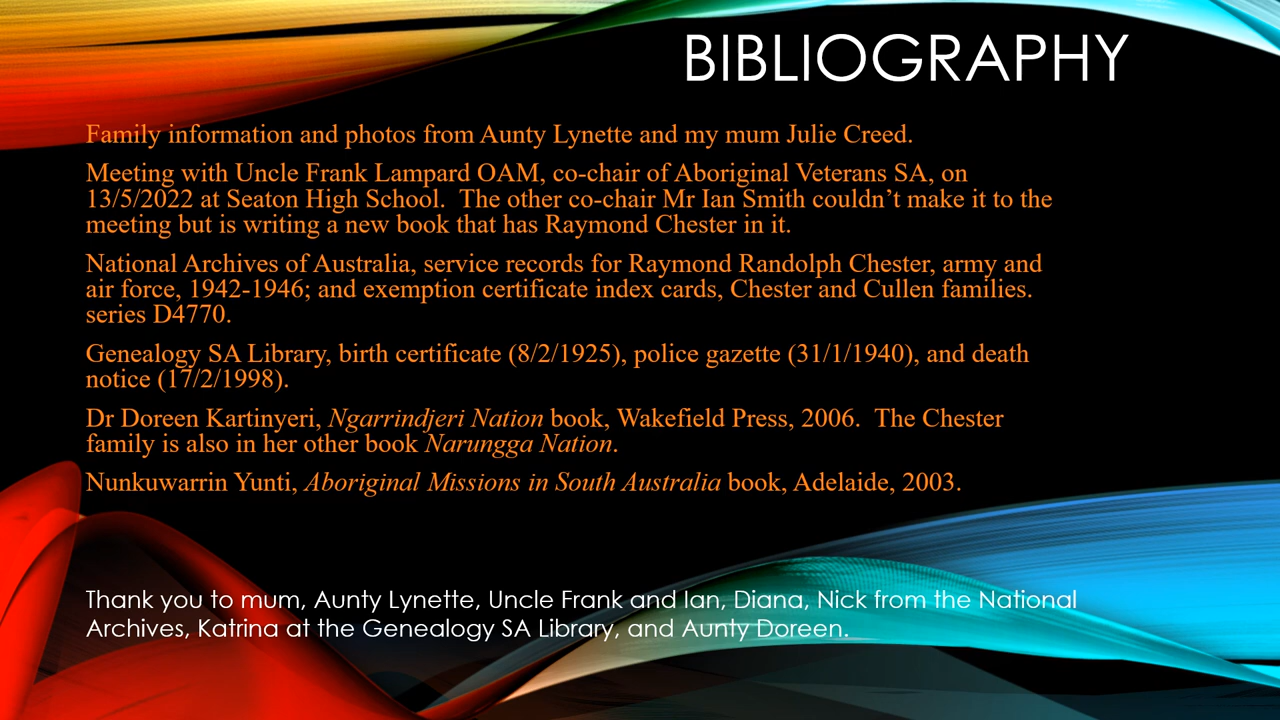 BIBLIOGRAPHY
Family information and photos from Aunty Lynette and my mum Julie Creed.
Meeting with Uncle Frank Lampard OAM, co-chair of Aboriginal Veterans SA, on
13/5/2022 at Seaton High School.  The other co-chair Mr Ian Smith couldn’t make it to the
meeting but is writing a new book that has Raymond Chester in it.
National Archives of Australia, service records for Raymond Randolph Chester, army and
air force, 1942-1946; and exemption certificate index cards, Chester and Cullen families.
series D4770.
Genealogy SA Library, birth certificate (8/2/1925), police gazette (31/1/1940), and death
notice (17/2/1998).
Dr Doreen Kartinyeri, Ngarrindjeri Nation book, Wakefield Press, 2006.  The Chester
family is also in her other book Narungga Nation.
Nunkuwarrin Yunti, Aboriginal Missions in South Australia book, Adelaide, 2003.
Thank you to mum, Aunty Lynette, Uncle Frank and Ian, Diana, Nick from the National
Archives, Katrina at the Genealogy SA Library, and Aunty Doreen.